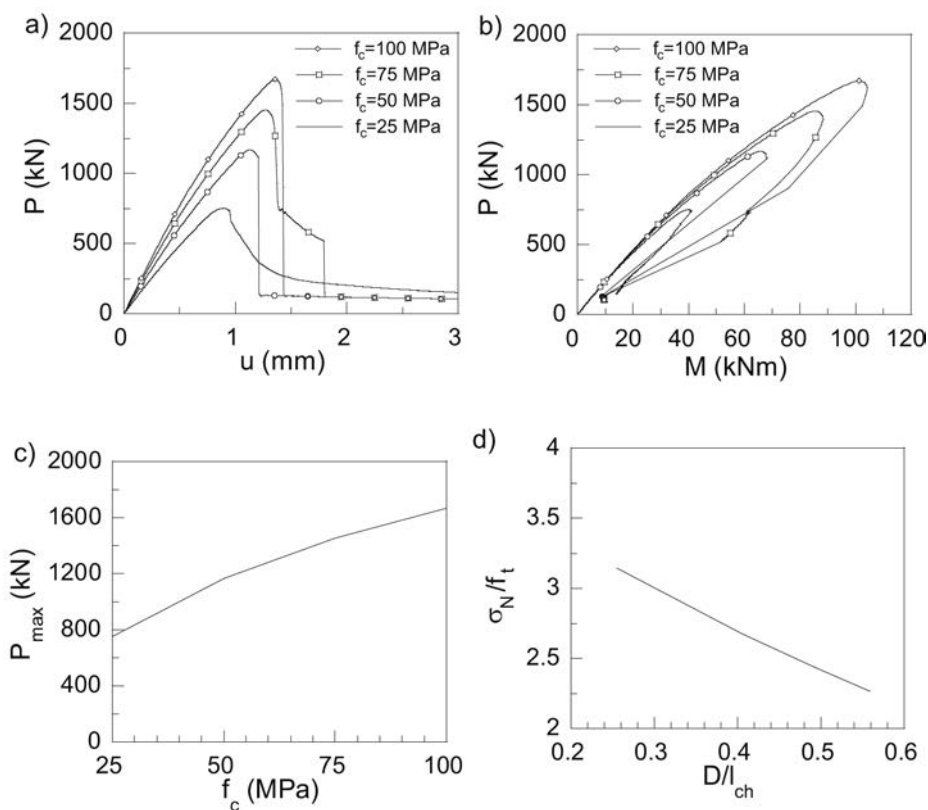 a)
2000
1500
1000
500
0
P (kN)
f_c=100 MPa
f_c=75 MPa
f_c=50 MPa
f_c=25 MPa
0 1 2 3
u (mm)
b)
2000
1500
1000
500
0
P (kN)
f_c=100 MPa
f_c=75 MPa
f_c=50 MPa
f_c=25 MPa
0 20 40 60 80 100 120
M (kNm)
c)
2000
1600
1200
800
400
0
P_max (kN)
25 50 75 100
f_c (MPa)
d)
4
3.5
3
2.5
2
σ_N/f_t
0.2 0.3 0.4 0.5 0.6
D/l_ch